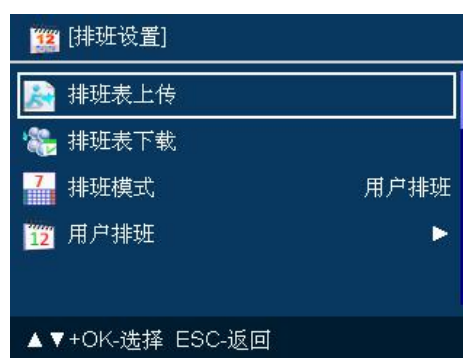 [排班设置]
排班表上传
排班表下载
排班模式 用户排班
用户排班 ▶
▲▼+OK-选择 ESC-返回